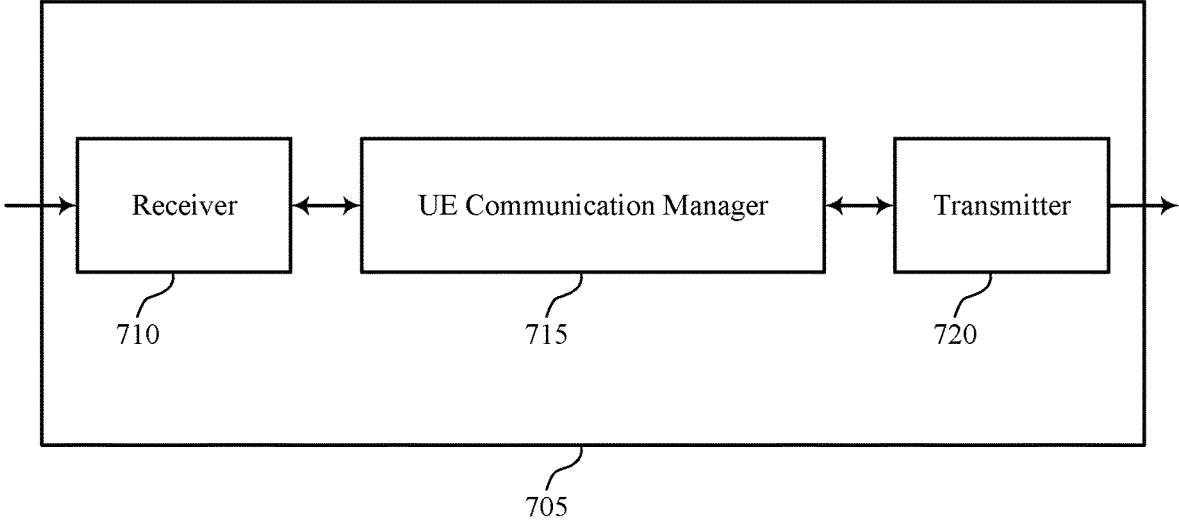 Receiver
UE Communication Manager
Transmitter
710
715
720
705